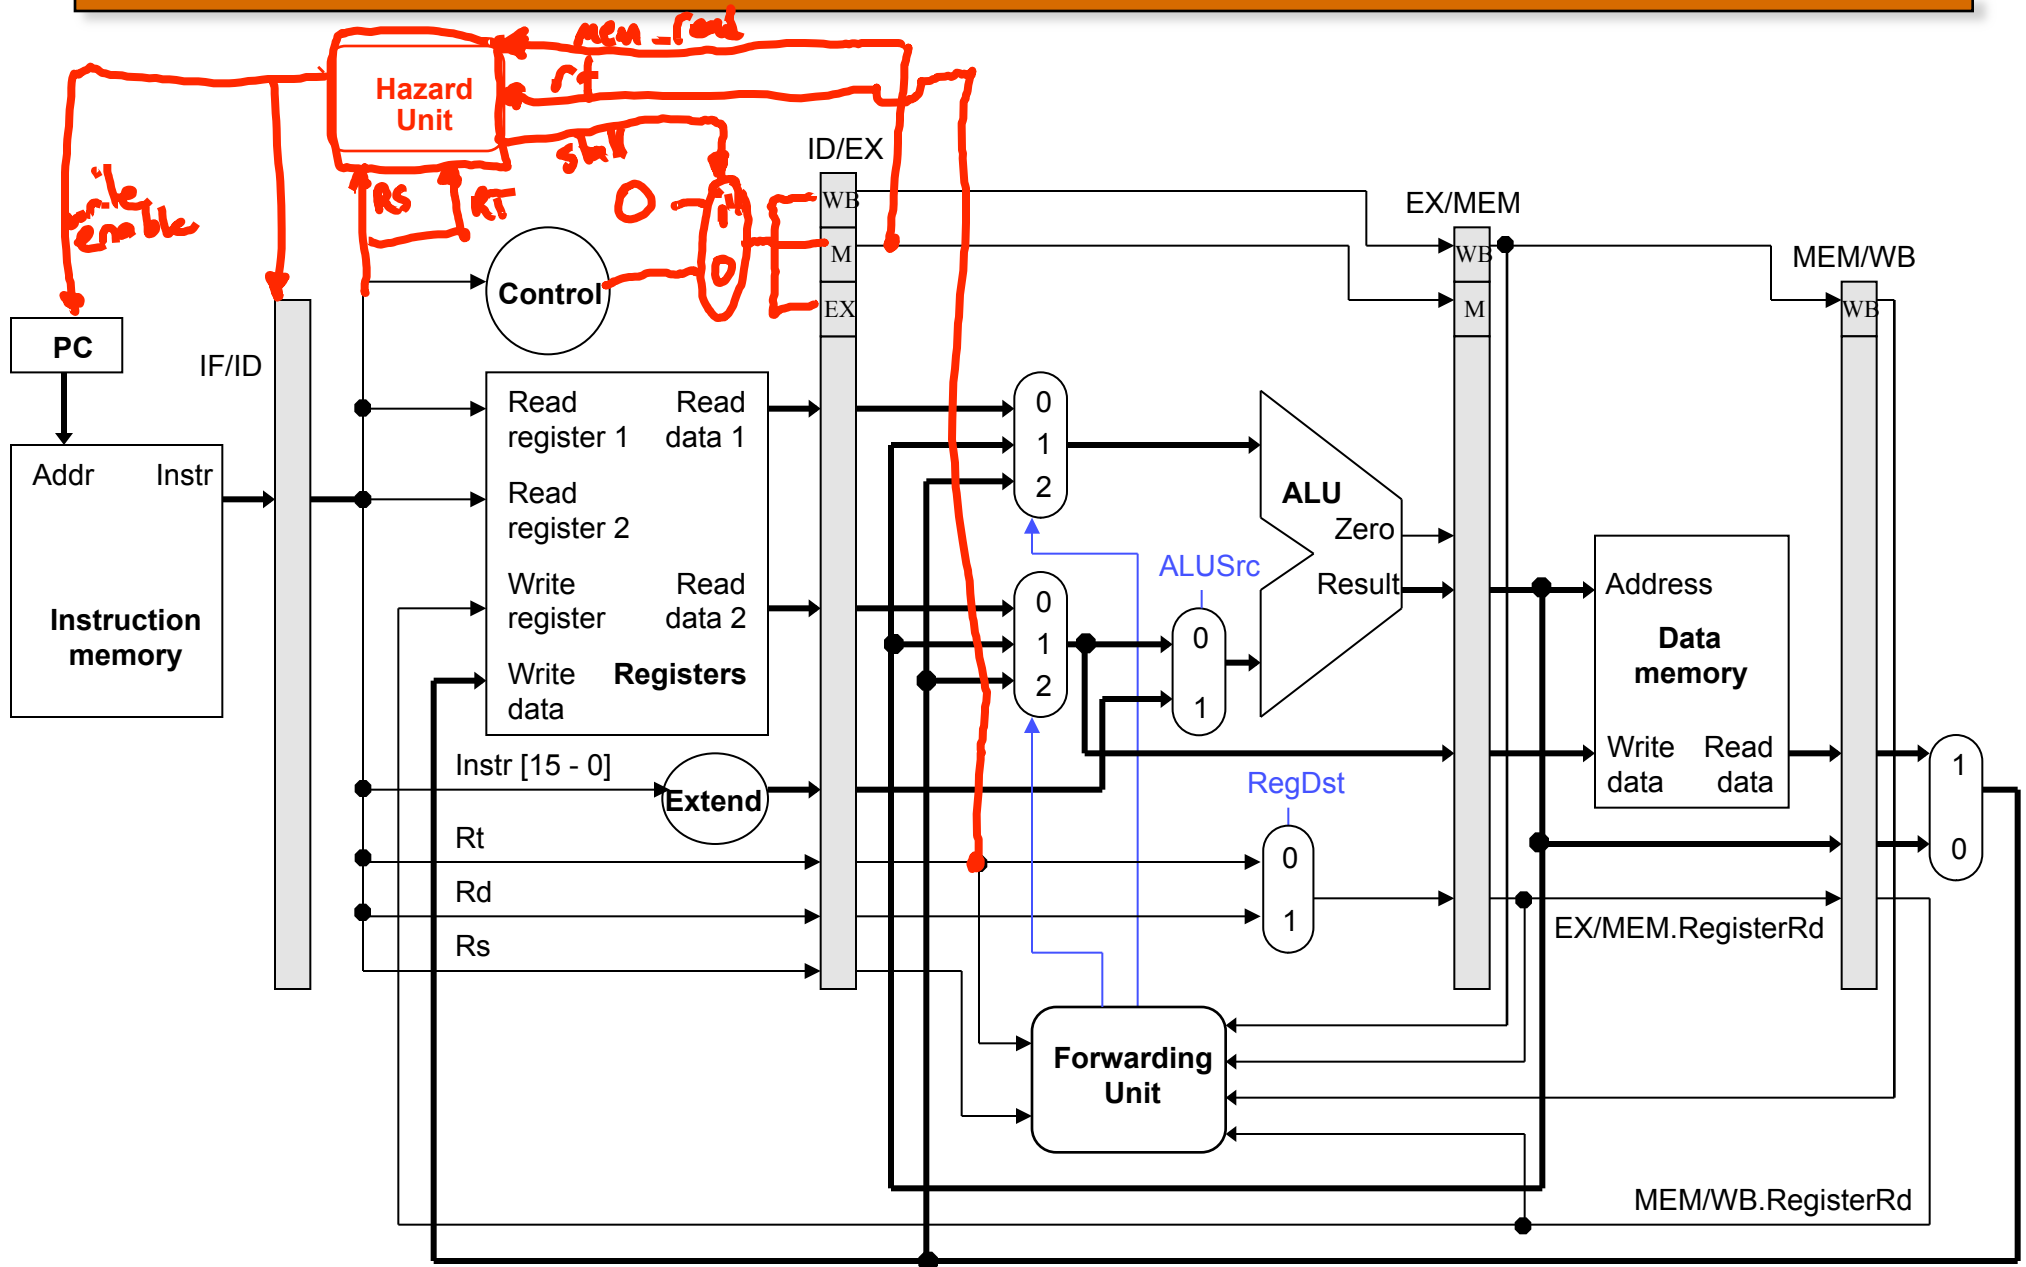 mem_read
rt
Hazard
Unit
stall
write
enable
RS
RT
0
1
0
ID/EX
WB
M
EX
EX/MEM
WB
M
MEM/WB
WB
Control
PC
IF/ID
Addr Instr
Instruction
memory
Read
register 1
Read
data 1
Read
register 2
Write
register
Read
data 2
Write
data
Registers
0
1
2
0
1
2
ALUSrc
0
1
ALU
Zero
Result
Address
Data
memory
Write
data
Read
data
1
0
Instr [15 - 0]
Extend
Rt
Rd
Rs
RegDst
0
1
EX/MEM.RegisterRd
Forwarding
Unit
MEM/WB.RegisterRd